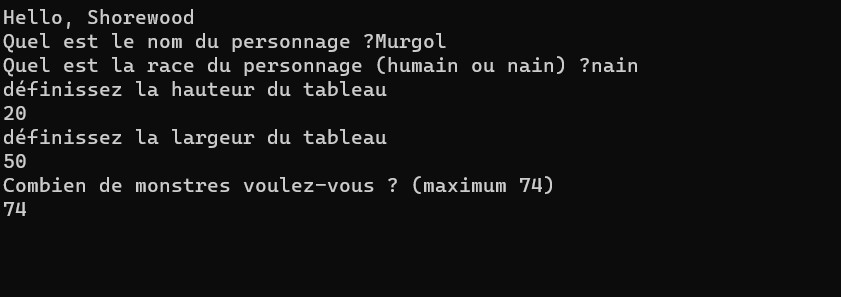 Hello, Shorewood
Quel est le nom du personnage ?Murgol
Quel est la race du personnage (humain ou nain) ?nain
définissez la hauteur du tableau
20
définissez la largeur du tableau
50
Combien de monstres voulez-vous ? (maximum 74)
74